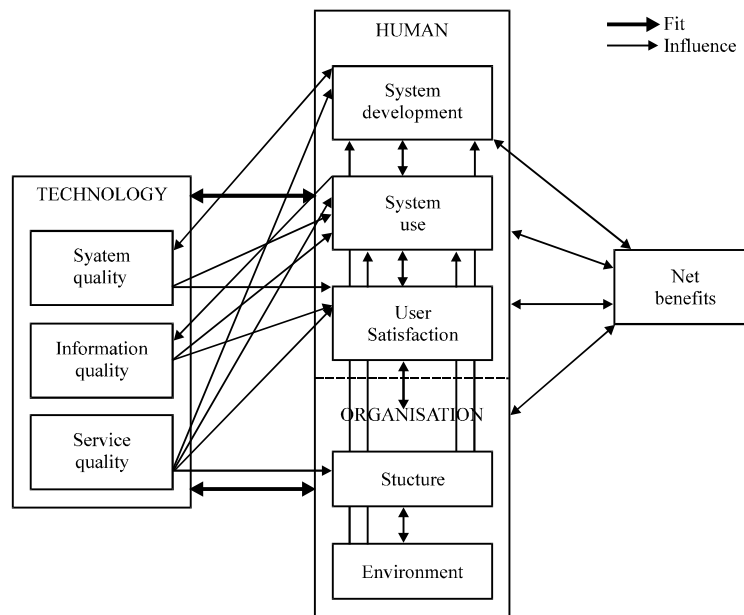 HUMAN
Fit
Influence
System
development
TECHNOLOGY
System
use
Syatem
quality
Net
benefits
User
Satisfaction
Information
quality
ORGANISATION
Service
quality
Stucture
Environment